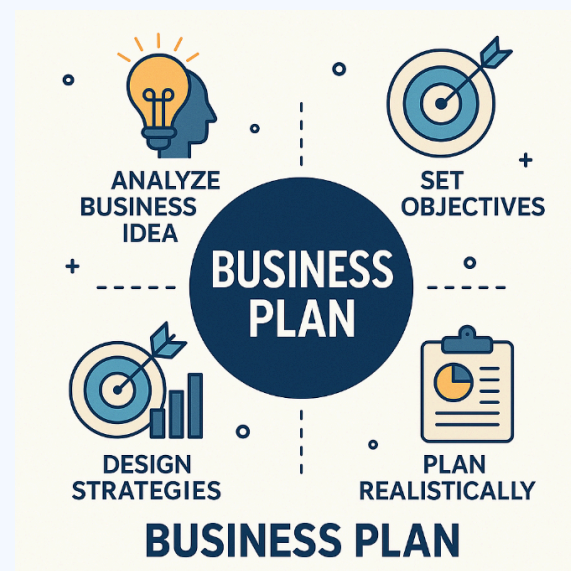 ANALYZE
BUSINESS
IDEA
SET
OBJECTIVES
BUSINESS
PLAN
DESIGN
STRATEGIES
PLAN
REALISTICALLY
BUSINESS PLAN